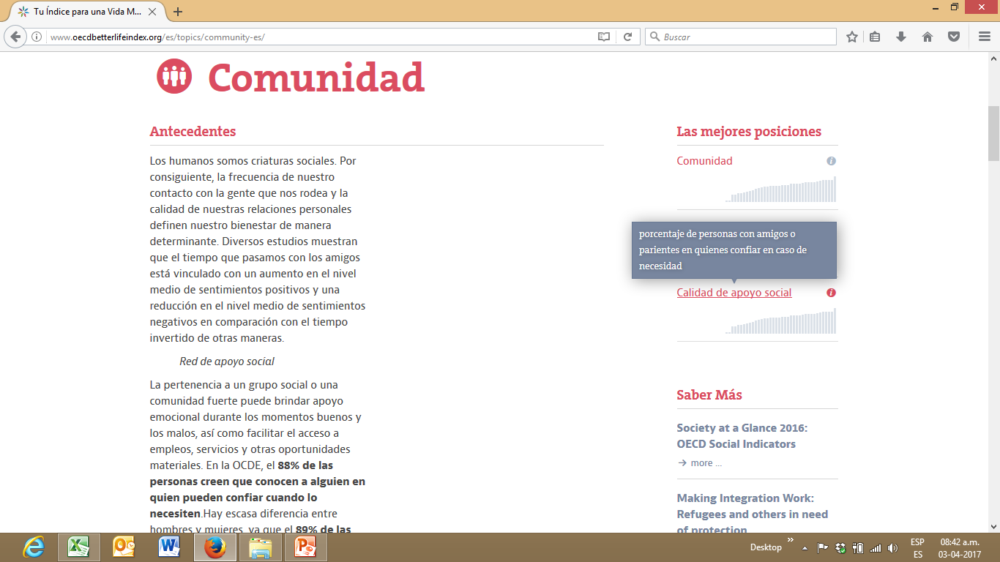 Tu Índice para una Vida M...
www.oecdbetterlifeindex.org/es/topics/community-es/
Buscar
Comunidad
Antecedentes
Los humanos somos criaturas sociales. Por
consiguiente, la frecuencia de nuestro
contacto con la gente que nos rodea y la
calidad de nuestras relaciones personales
definen nuestro bienestar de manera
determinante. Diversos estudios muestran
que el tiempo que pasamos con los amigos
está vinculado con un aumento en el nivel
medio de sentimientos positivos y una
reducción en el nivel medio de sentimientos
negativos en comparación con el tiempo
invertido de otras maneras.
Red de apoyo social
La pertenencia a un grupo social o una
comunidad fuerte puede brindar apoyo
emocional durante los momentos buenos y
los malos, así como facilitar el acceso a
empleos, servicios y otras oportunidades
materiales. En la OCDE, el 88% de las
personas creen que conocen a alguien en
quien pueden confiar cuando lo
necesiten.Hay escasa diferencia entre
hombres y mujeres, ya que el 89% de las
Las mejores posiciones
Comunidad
porcentaje de personas con amigos o
parientes en quienes confiar en caso de
necesidad
Calidad de apoyo social
Saber Más
Society at a Glance 2016:
OECD Social Indicators
→ more ...
Making Integration Work:
Refugees and others in need
of protection
Desktop
ESP
ES
08:42 a.m.
03-04-2017